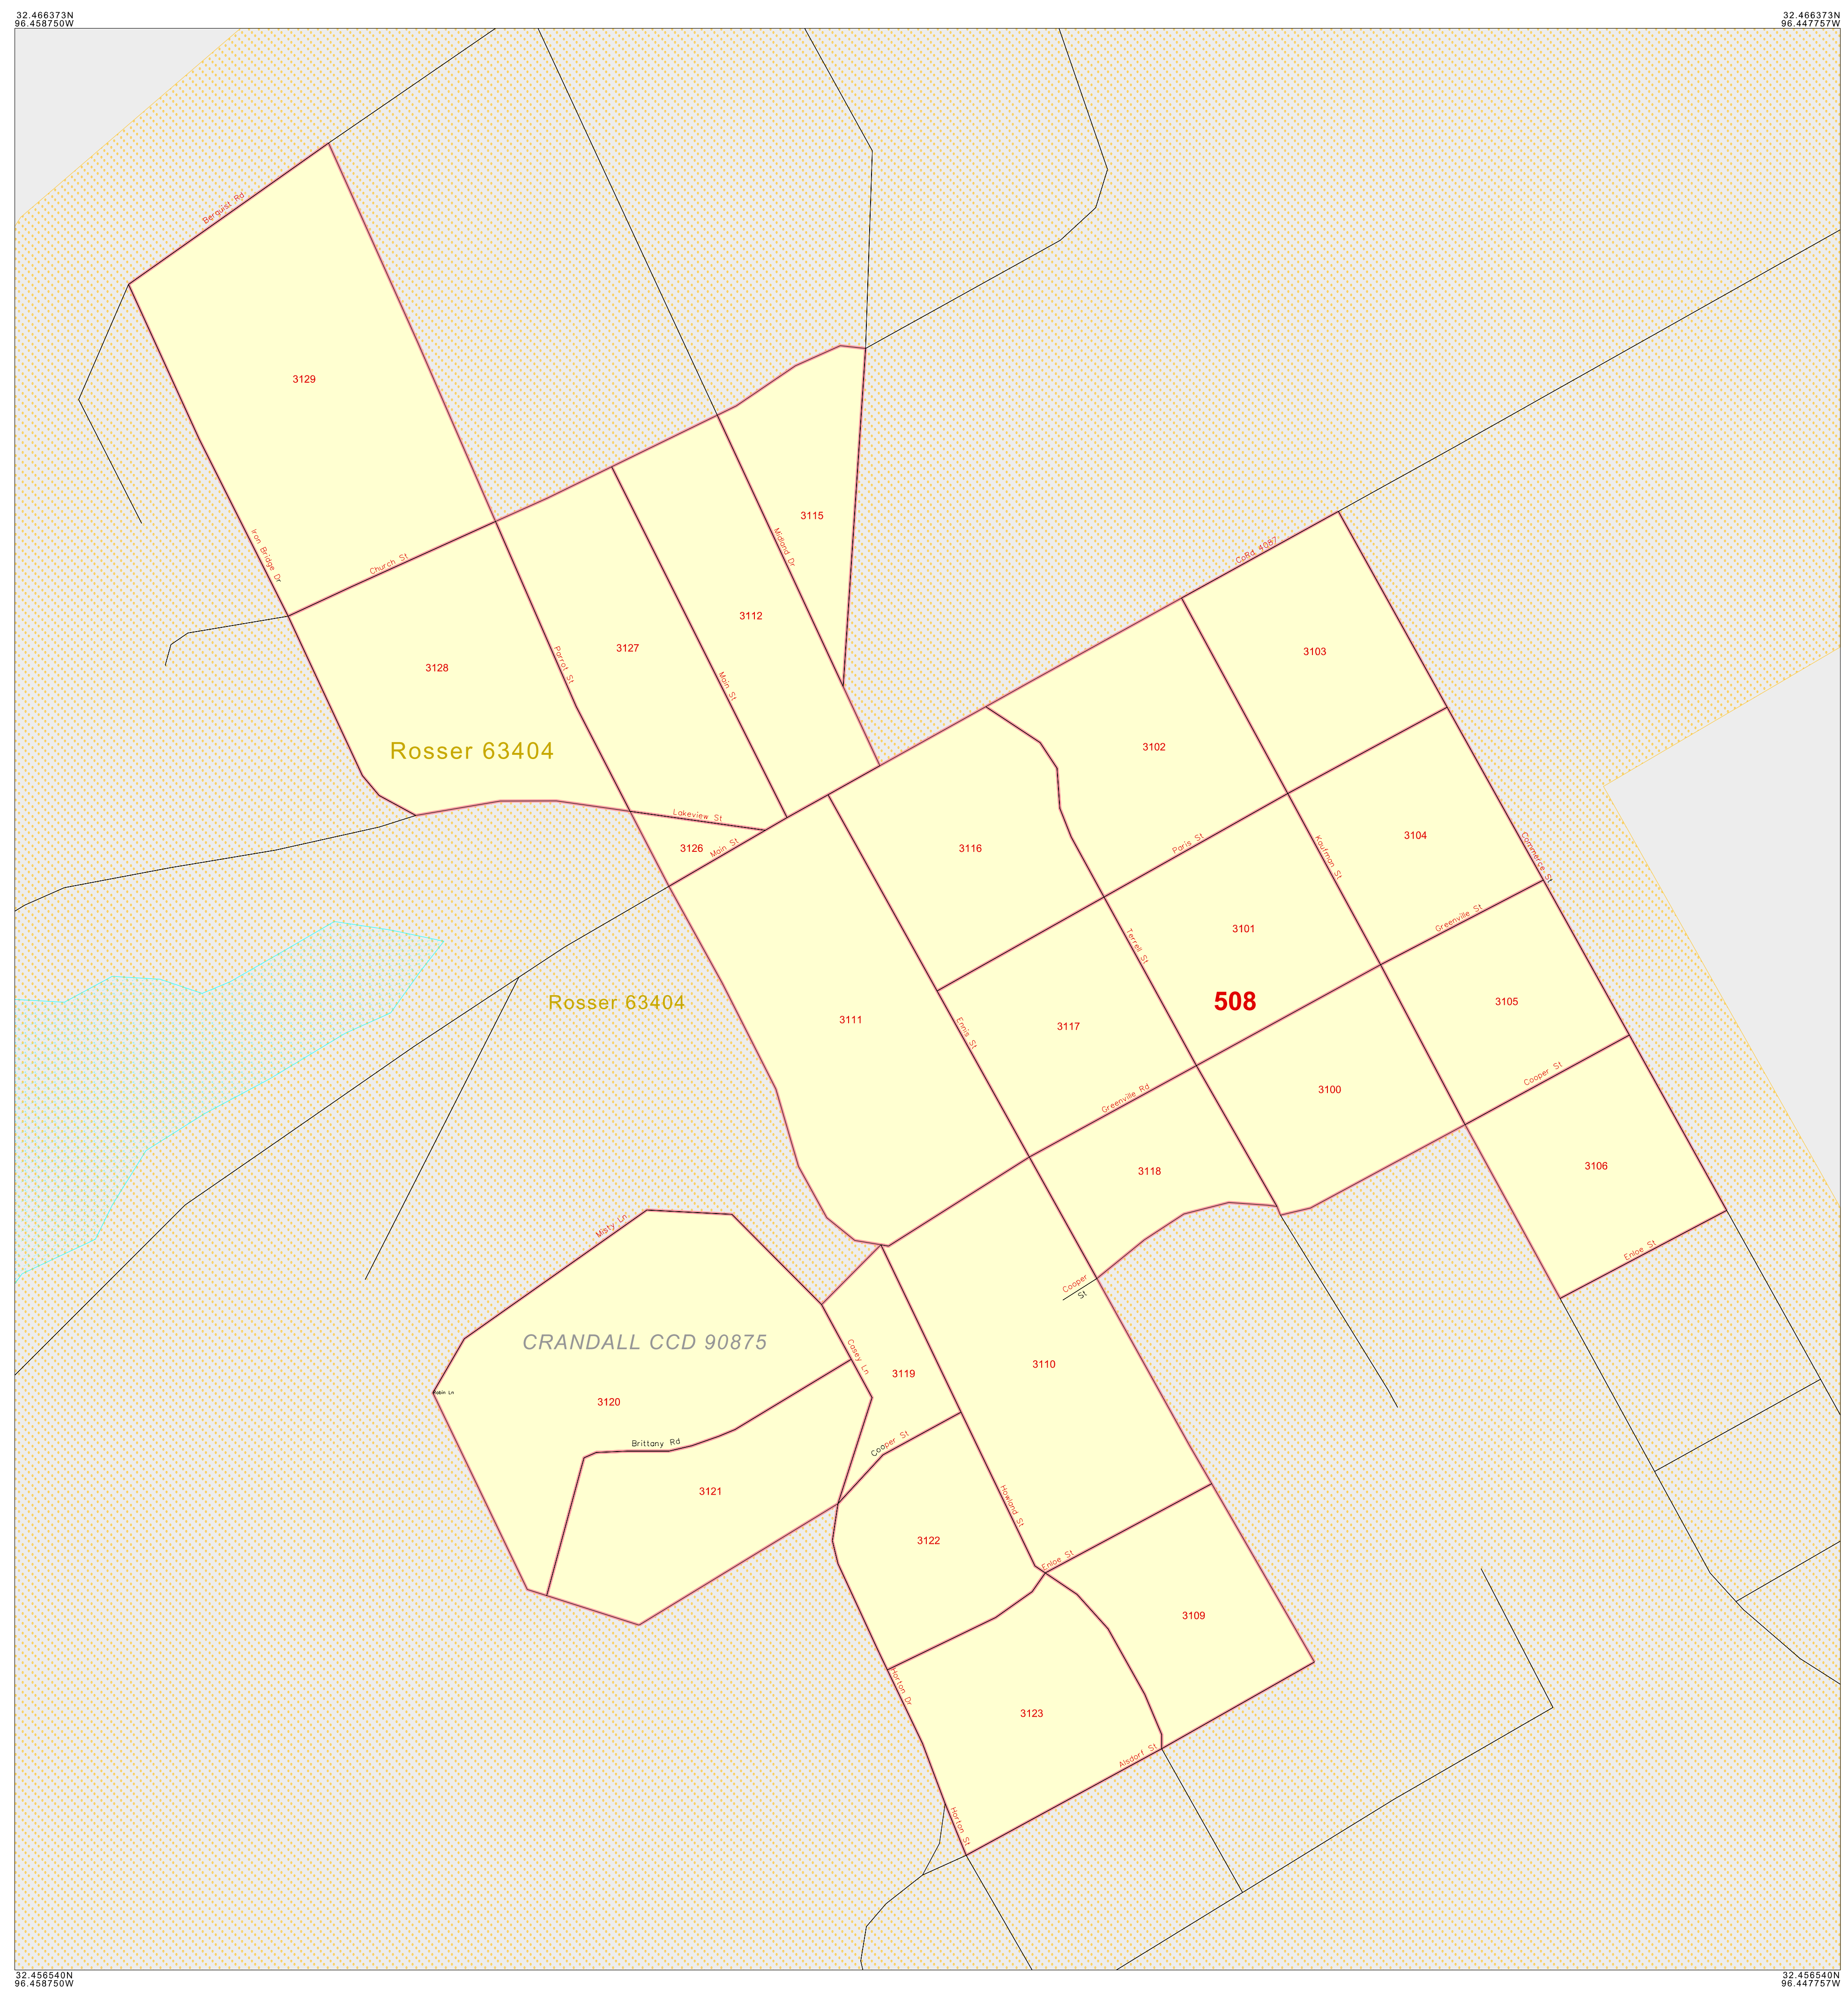 32.466373N
96.458750W
32.466373N
96.447757W
Berquist Rd
3129
3115
Iron Bridge Dr
Church St
Midland Dr
CoRd 4087
3112
3127
3128
Parrot St
Main St
3103
3102
Rosser 63404
Lakeview St
3126
Main St
3116
Paris St
Kaufman St
3104
Commerce St
Greenville St
3101
Terrell St
508
Rosser 63404
3111
Ennis St
3117
3105
Cooper St
Greenville Rd
3100
3118
3106
Misty Ln
Enloe St
Cooper
St
CRANDALL CCD 90875
Casey Ln
3119
3110
Robin Ln
3120
Brittany Rd
Cooper St
3121
Howland St
3122
Enloe St
3109
Horton Dr
3123
Alsdorf St
Horton St
32.456540N
96.458750W
32.456540N
96.447757W